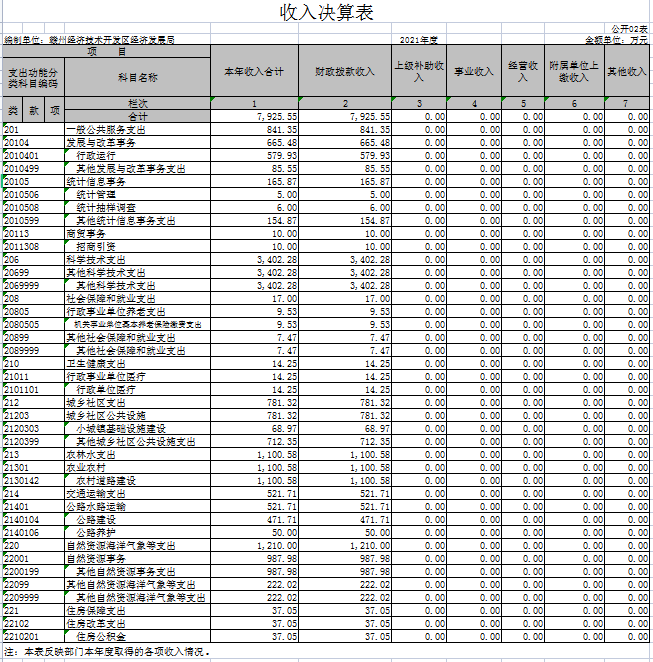 收入决算表
公开02表
编制单位：赣州经济技术开发区经济发展局 2021年度 金额单位：万元
项 目 本年收入合计 财政拨款收入 上级补助收入 事业收入 经营收入 附属单位上缴收入 其他收入
支出功能分类科目编码 科目名称
类 款 项 栏次 1 2 3 4 5 6 7
合计 7,925.55 7,925.55 0.00 0.00 0.00 0.00 0.00
201 一般公共服务支出 841.35 841.35 0.00 0.00 0.00 0.00 0.00
20104 发展与改革事务 665.48 665.48 0.00 0.00 0.00 0.00 0.00
2010401 行政运行 579.93 579.93 0.00 0.00 0.00 0.00 0.00
2010499 其他发展与改革事务支出 85.55 85.55 0.00 0.00 0.00 0.00 0.00
20105 统计信息事务 165.87 165.87 0.00 0.00 0.00 0.00 0.00
2010506 统计管理 5.00 5.00 0.00 0.00 0.00 0.00 0.00
2010508 统计抽样调查 6.00 6.00 0.00 0.00 0.00 0.00 0.00
2010599 其他统计信息事务支出 154.87 154.87 0.00 0.00 0.00 0.00 0.00
20113 商贸事务 10.00 10.00 0.00 0.00 0.00 0.00 0.00
2011308 招商引资 10.00 10.00 0.00 0.00 0.00 0.00 0.00
206 科学技术支出 3,402.28 3,402.28 0.00 0.00 0.00 0.00 0.00
20699 其他科学技术支出 3,402.28 3,402.28 0.00 0.00 0.00 0.00 0.00
2069999 其他科学技术支出 3,402.28 3,402.28 0.00 0.00 0.00 0.00 0.00
208 社会保障和就业支出 17.00 17.00 0.00 0.00 0.00 0.00 0.00
20805 行政事业单位养老支出 9.53 9.53 0.00 0.00 0.00 0.00 0.00
2080505 机关事业单位基本养老保险缴费支出 9.53 9.53 0.00 0.00 0.00 0.00 0.00
20899 其他社会保障和就业支出 7.47 7.47 0.00 0.00 0.00 0.00 0.00
2089999 其他社会保障和就业支出 7.47 7.47 0.00 0.00 0.00 0.00 0.00
210 卫生健康支出 14.25 14.25 0.00 0.00 0.00 0.00 0.00
21011 行政事业单位医疗 14.25 14.25 0.00 0.00 0.00 0.00 0.00
2101101 行政单位医疗 14.25 14.25 0.00 0.00 0.00 0.00 0.00
212 城乡社区支出 781.32 781.32 0.00 0.00 0.00 0.00 0.00
21203 城乡社区公共设施 781.32 781.32 0.00 0.00 0.00 0.00 0.00
2120303 小城镇基础设施建设 68.97 68.97 0.00 0.00 0.00 0.00 0.00
2120399 其他城乡社区公共设施支出 712.35 712.35 0.00 0.00 0.00 0.00 0.00
213 农林水支出 1,100.58 1,100.58 0.00 0.00 0.00 0.00 0.00
21301 农业农村 1,100.58 1,100.58 0.00 0.00 0.00 0.00 0.00
2130142 农村道路建设 1,100.58 1,100.58 0.00 0.00 0.00 0.00 0.00
214 交通运输支出 521.71 521.71 0.00 0.00 0.00 0.00 0.00
21401 公路水路运输 521.71 521.71 0.00 0.00 0.00 0.00 0.00
2140104 公路建设 471.71 471.71 0.00 0.00 0.00 0.00 0.00
2140106 公路养护 50.00 50.00 0.00 0.00 0.00 0.00 0.00
220 自然资源海洋气象等支出 1,210.00 1,210.00 0.00 0.00 0.00 0.00 0.00
22001 自然资源事务 987.98 987.98 0.00 0.00 0.00 0.00 0.00
2200199 其他自然资源事务支出 987.98 987.98 0.00 0.00 0.00 0.00 0.00
22099 其他自然资源海洋气象等支出 222.02 222.02 0.00 0.00 0.00 0.00 0.00
2209999 其他自然资源海洋气象等支出 222.02 222.02 0.00 0.00 0.00 0.00 0.00
221 住房保障支出 37.05 37.05 0.00 0.00 0.00 0.00 0.00
22102 住房改革支出 37.05 37.05 0.00 0.00 0.00 0.00 0.00
2210201 住房公积金 37.05 37.05 0.00 0.00 0.00 0.00 0.00
注：本表反映部门本年度取得的各项收入情况。